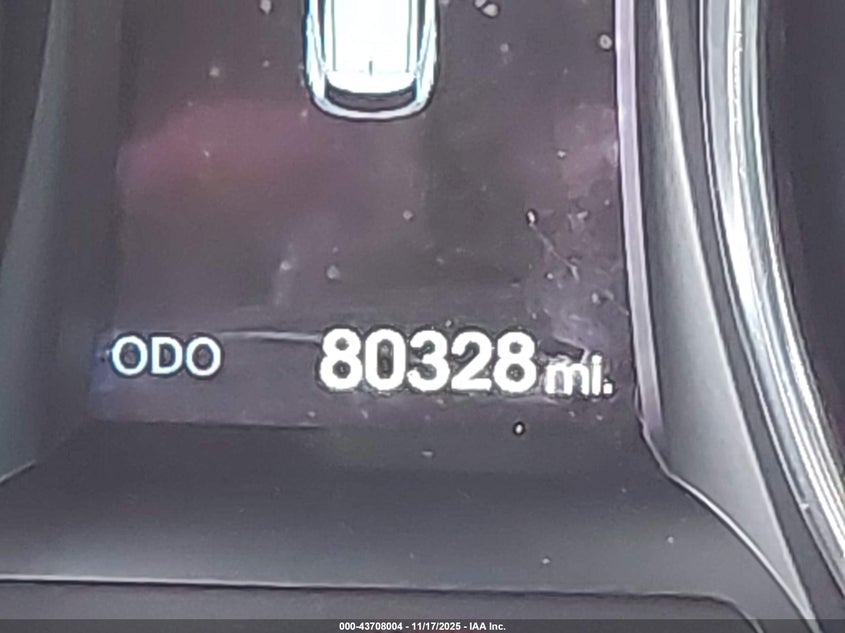 ODO 80328 mi.
000-43708004 - 11/17/2025 - IAA Inc.